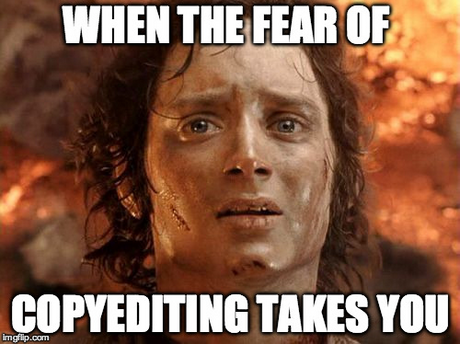 WHEN THE FEAR OF
COPYEDITING TAKES YOU
imgflip.com